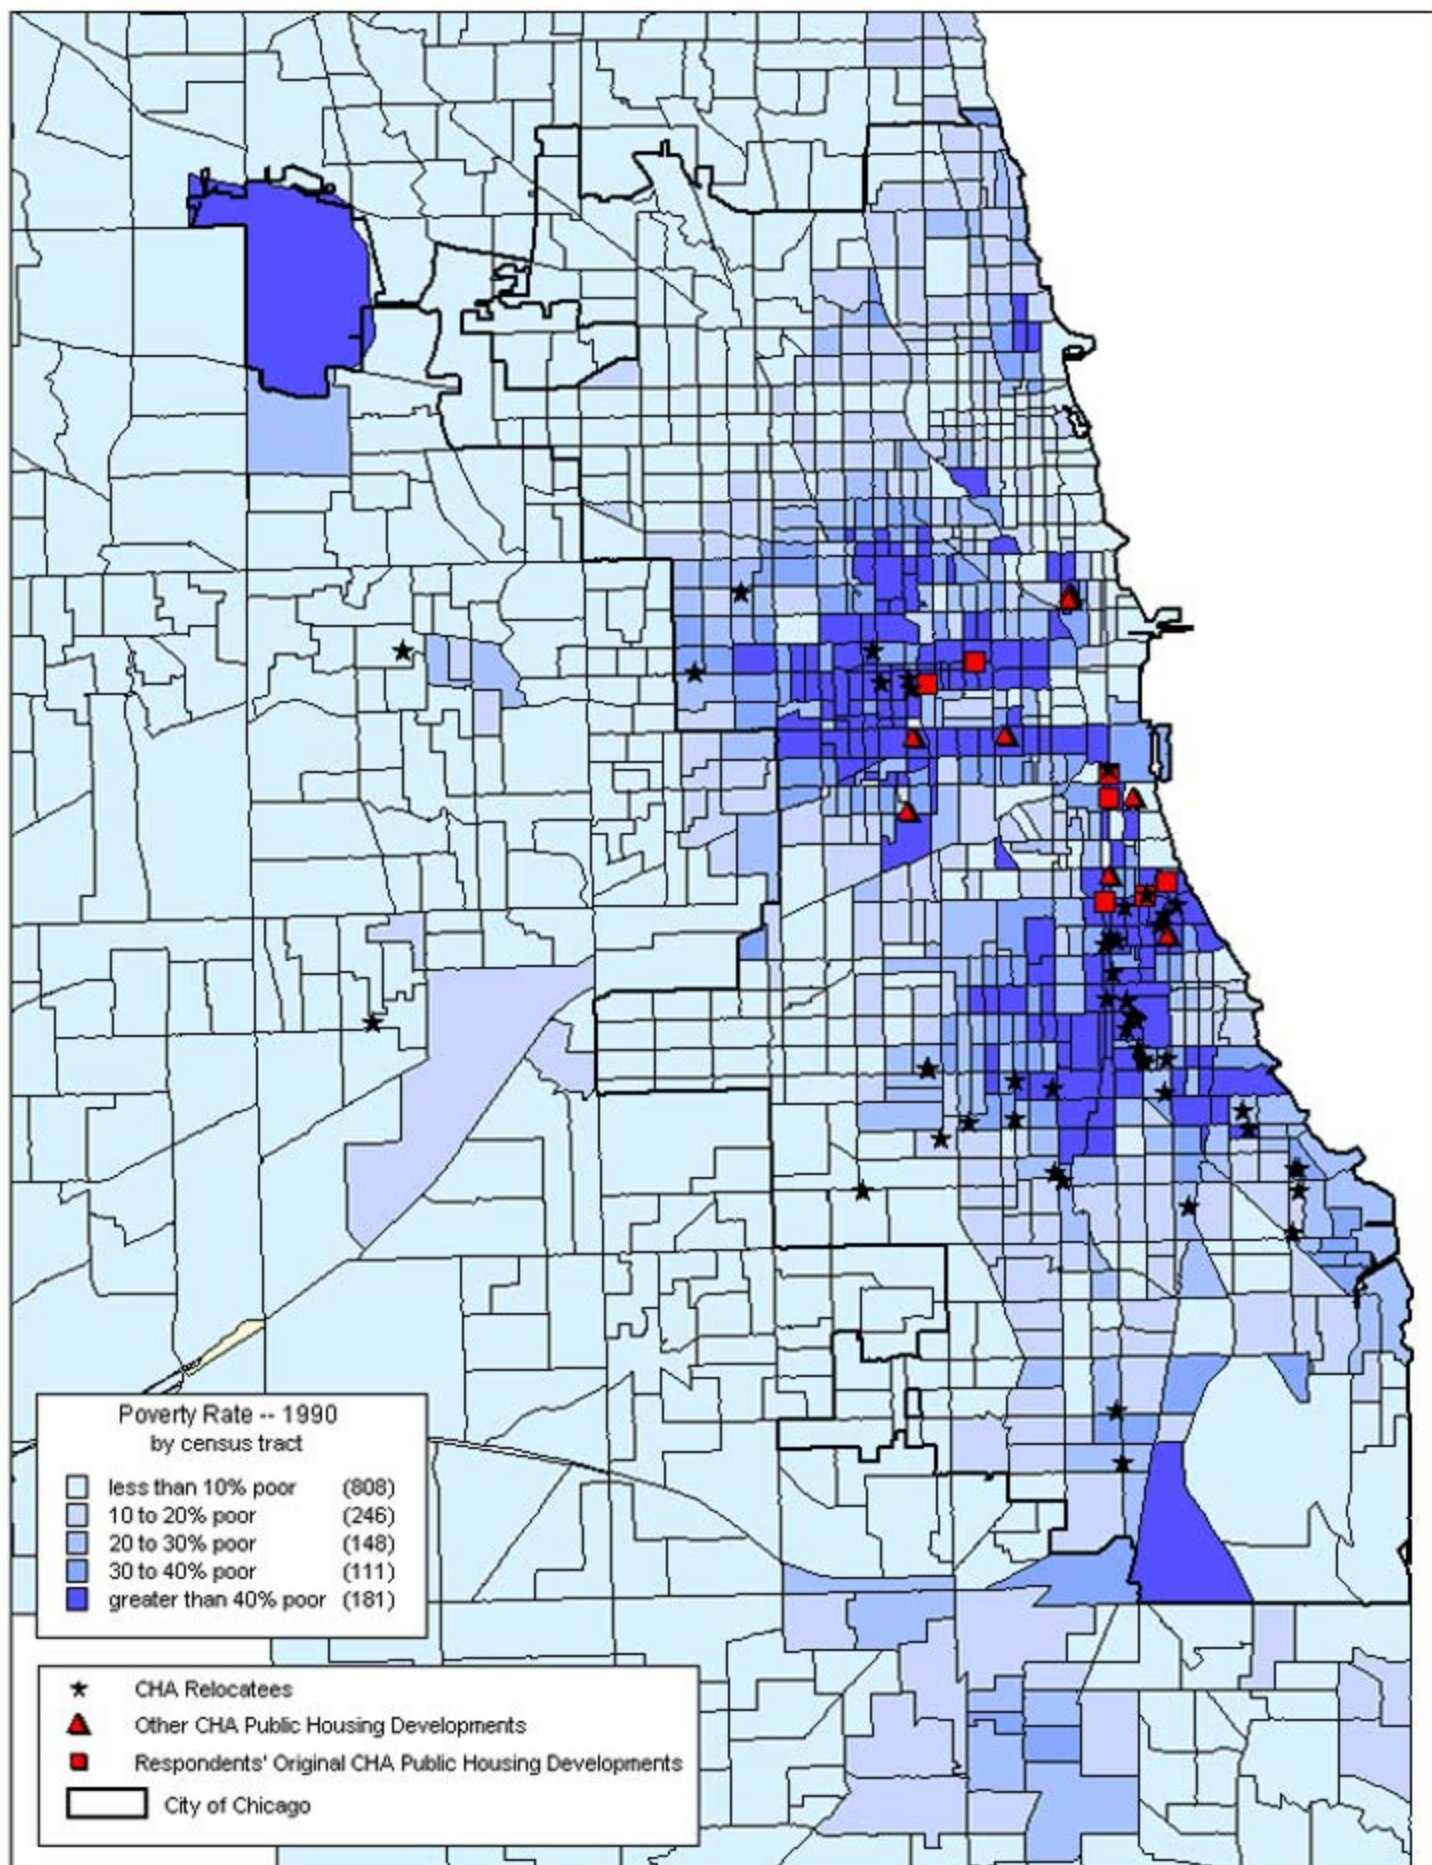 Poverty Rate -- 1990
by census tract
less than 10% poor (808)
10 to 20% poor (246)
20 to 30% poor (148)
30 to 40% poor (111)
greater than 40% poor (181)
CHA Relocatees
Other CHA Public Housing Developments
Respondents' Original CHA Public Housing Developments
City of Chicago